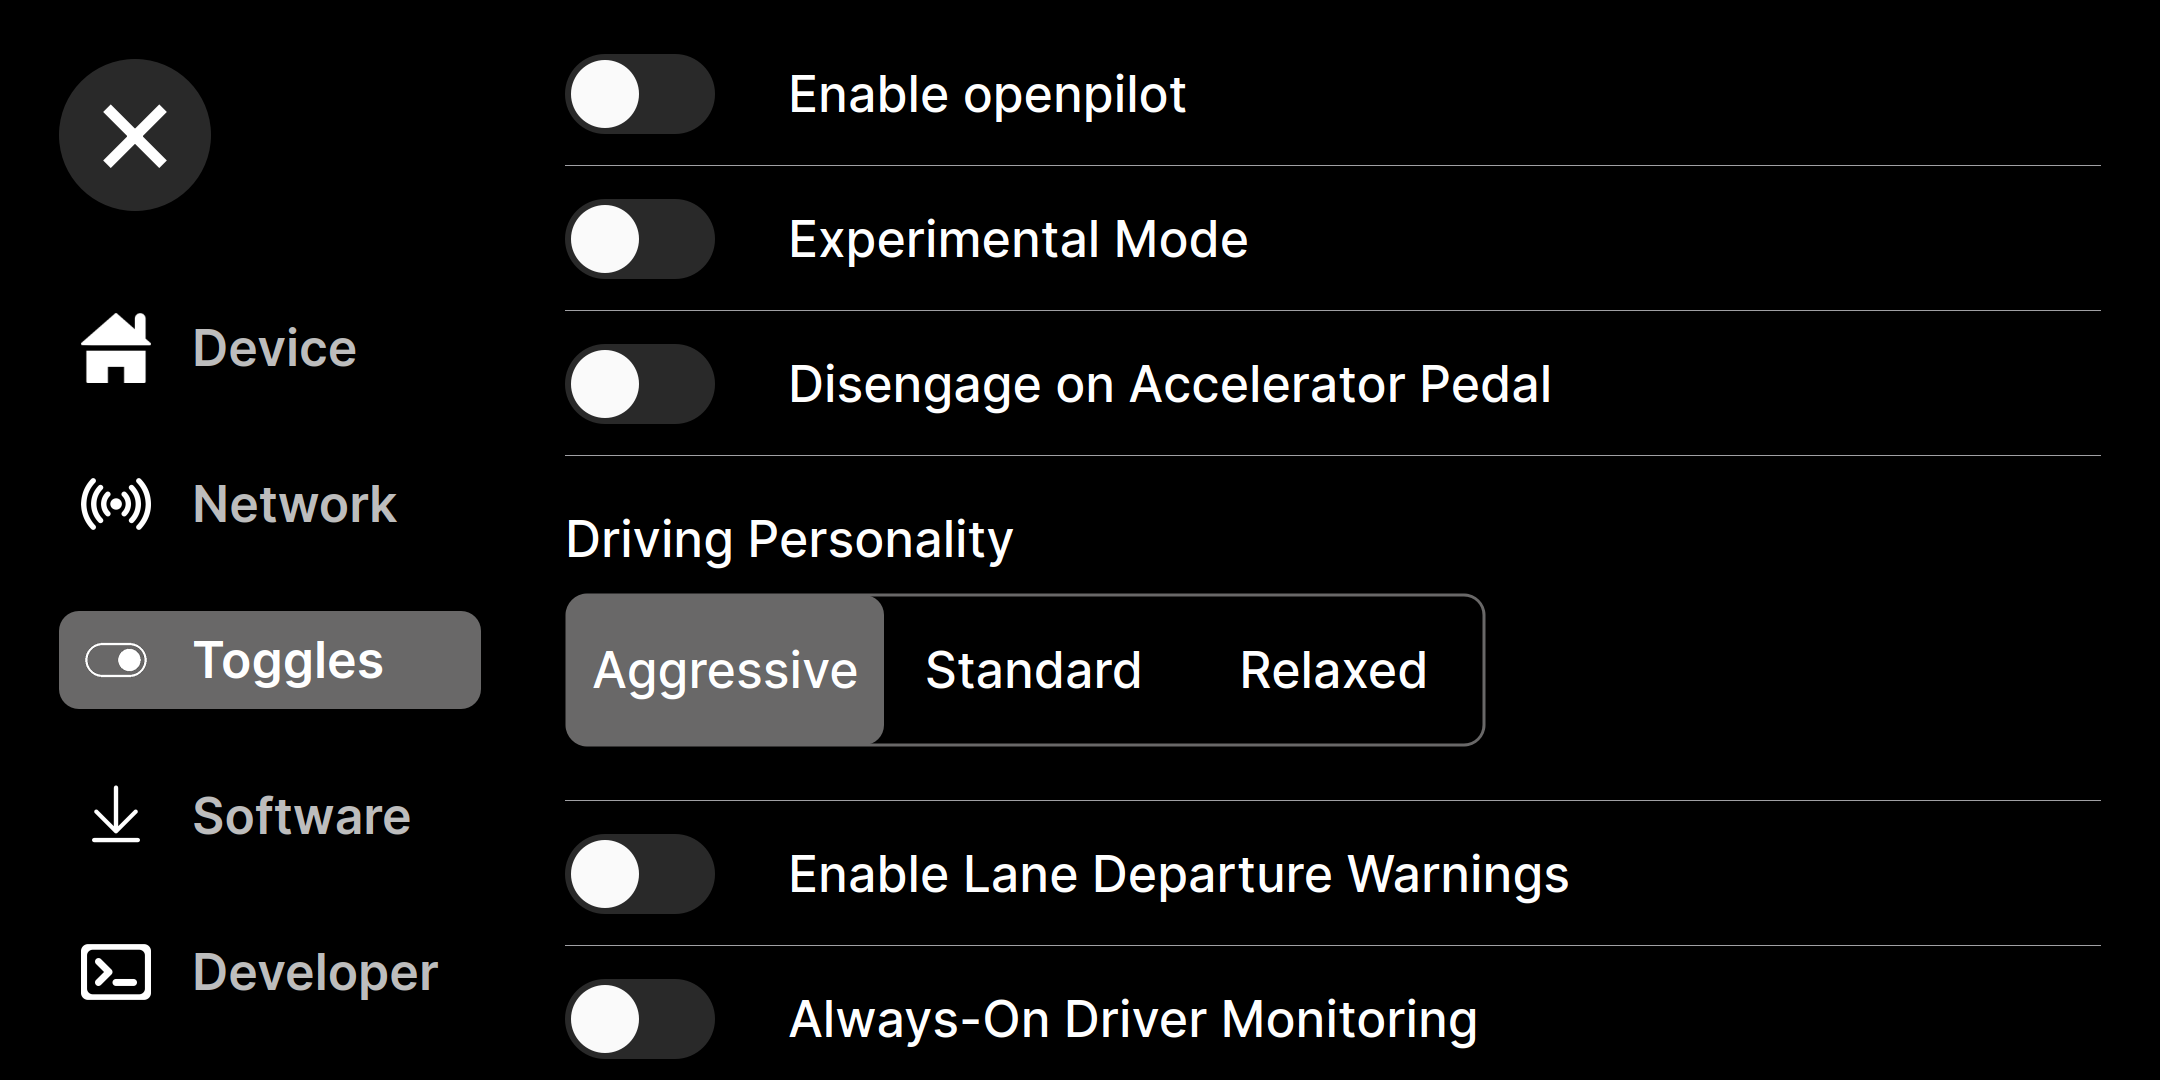 Device
Network
Toggles
Software
Developer
Enable openpilot
Experimental Mode
Disengage on Accelerator Pedal
Driving Personality
Aggressive Standard Relaxed
Enable Lane Departure Warnings
Always-On Driver Monitoring